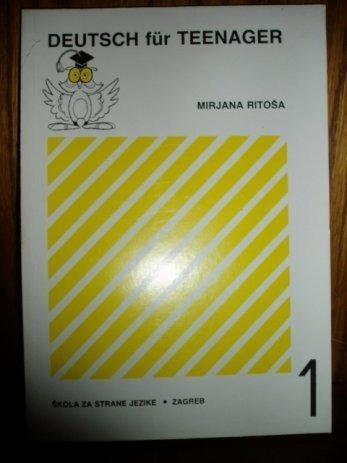 DEUTSCH für TEENAGER
MIRJANA RITOŠA
ŠKOLA ZA STRANE JEZIKE • ZAGREB
1